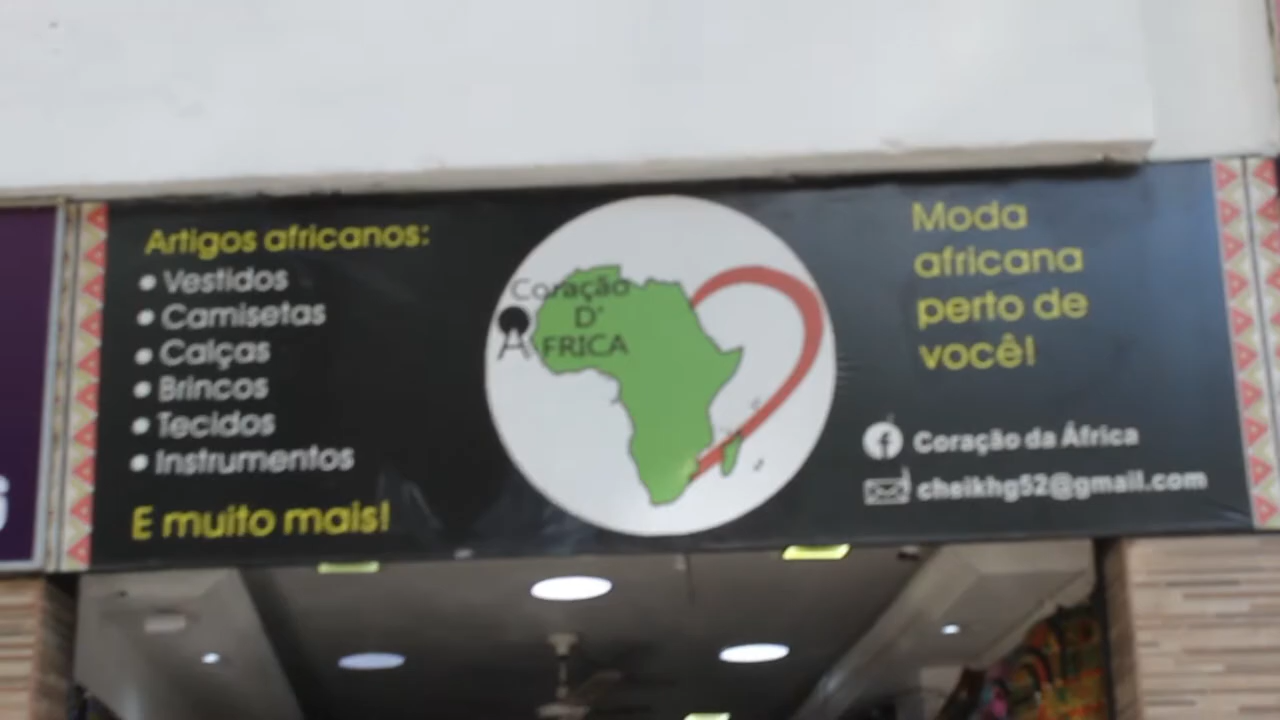 Artigos africanos:
• Vestidos
• Camisetas
• Calças
• Brincos
• Tecidos
• Instrumentos
E muito mais!
Coração
D'
AFRICA
Moda
africana
perto de
você!
Coração da África
cheikhg52@gmail.com